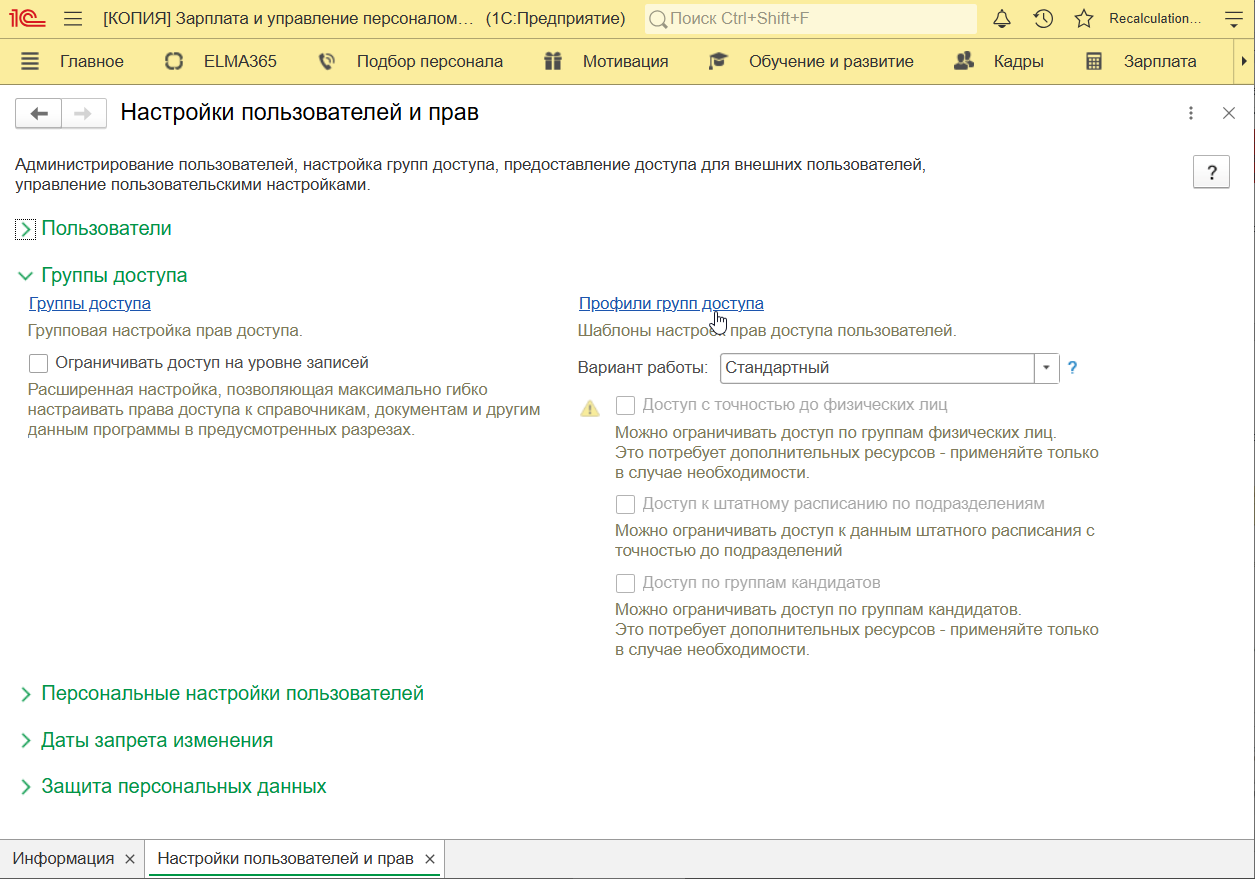 1С [КОПИЯ] Зарплата и управление персоналом... (1С:Предприятие) Поиск Ctrl+Shift+F Recalculation...
Главное ELMA365 Подбор персонала Мотивация Обучение и развитие Кадры Зарплата
Настройки пользователей и прав
Администрирование пользователей, настройка групп доступа, предоставление доступа для внешних пользователей,
управление пользовательскими настройками.
?
Пользователи
Группы доступа
Группы доступа
Групповая настройка прав доступа.
Ограничивать доступ на уровне записей
Расширенная настройка, позволяющая максимально гибко
настраивать права доступа к справочникам, документам и другим
данным программы в предусмотренных разрезах.
Профили групп доступа
Шаблоны настроек прав доступа пользователей.
Вариант работы: Стандартный ?
Доступ с точностью до физических лиц
Можно ограничивать доступ по группам физических лиц.
Это потребует дополнительных ресурсов - применяйте только
в случае необходимости.
Доступ к штатному расписанию по подразделениям
Можно ограничивать доступ к данным штатного расписания с
точностью до подразделений
Доступ по группам кандидатов
Можно ограничивать доступ по группам кандидатов.
Это потребует дополнительных ресурсов - применяйте только
в случае необходимости.
Персональные настройки пользователей
Даты запрета изменения
Защита персональных данных
Информация × Настройки пользователей и прав ×